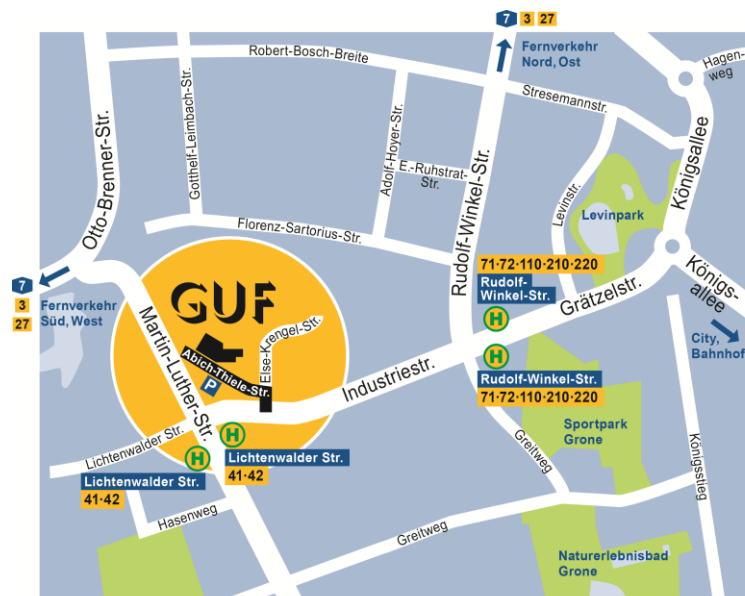 7 3 27
Fernverkehr
Nord, Ost
Robert-Bosch-Breite
Hagen-
weg
Stresemannstr.
Gotthelf-Leimbach-Str.
Otto-Brenner-Str.
Adolf-Hoyer-Str.
E.-Ruhstrat-
Str.
Rudolf-Winkel-Str.
Levinstr.
Königsallee
Levinpark
Florenz-Sartorius-Str.
71·72·110·210·220
Rudolf-
Winkel-Str.
H
Grätzelstr.
Königs-
allee
City,
Bahnhof
7
3
27
Fernverkehr
Süd, West
GUF
Martin-Luther-Str.
Else-Krengel-Str.
Abich-Thiele-Str.
P
Industriestr.
H
Rudolf-Winkel-Str.
71·72·110·210·220
Sportpark
Grone
Greitweg
Königsstieg
Lichtenwalder Str.
H
Lichtenwalder Str.
41·42
H
Lichtenwalder Str.
41·42
Hasenweg
Greitweg
Naturerlebnisbad
Grone